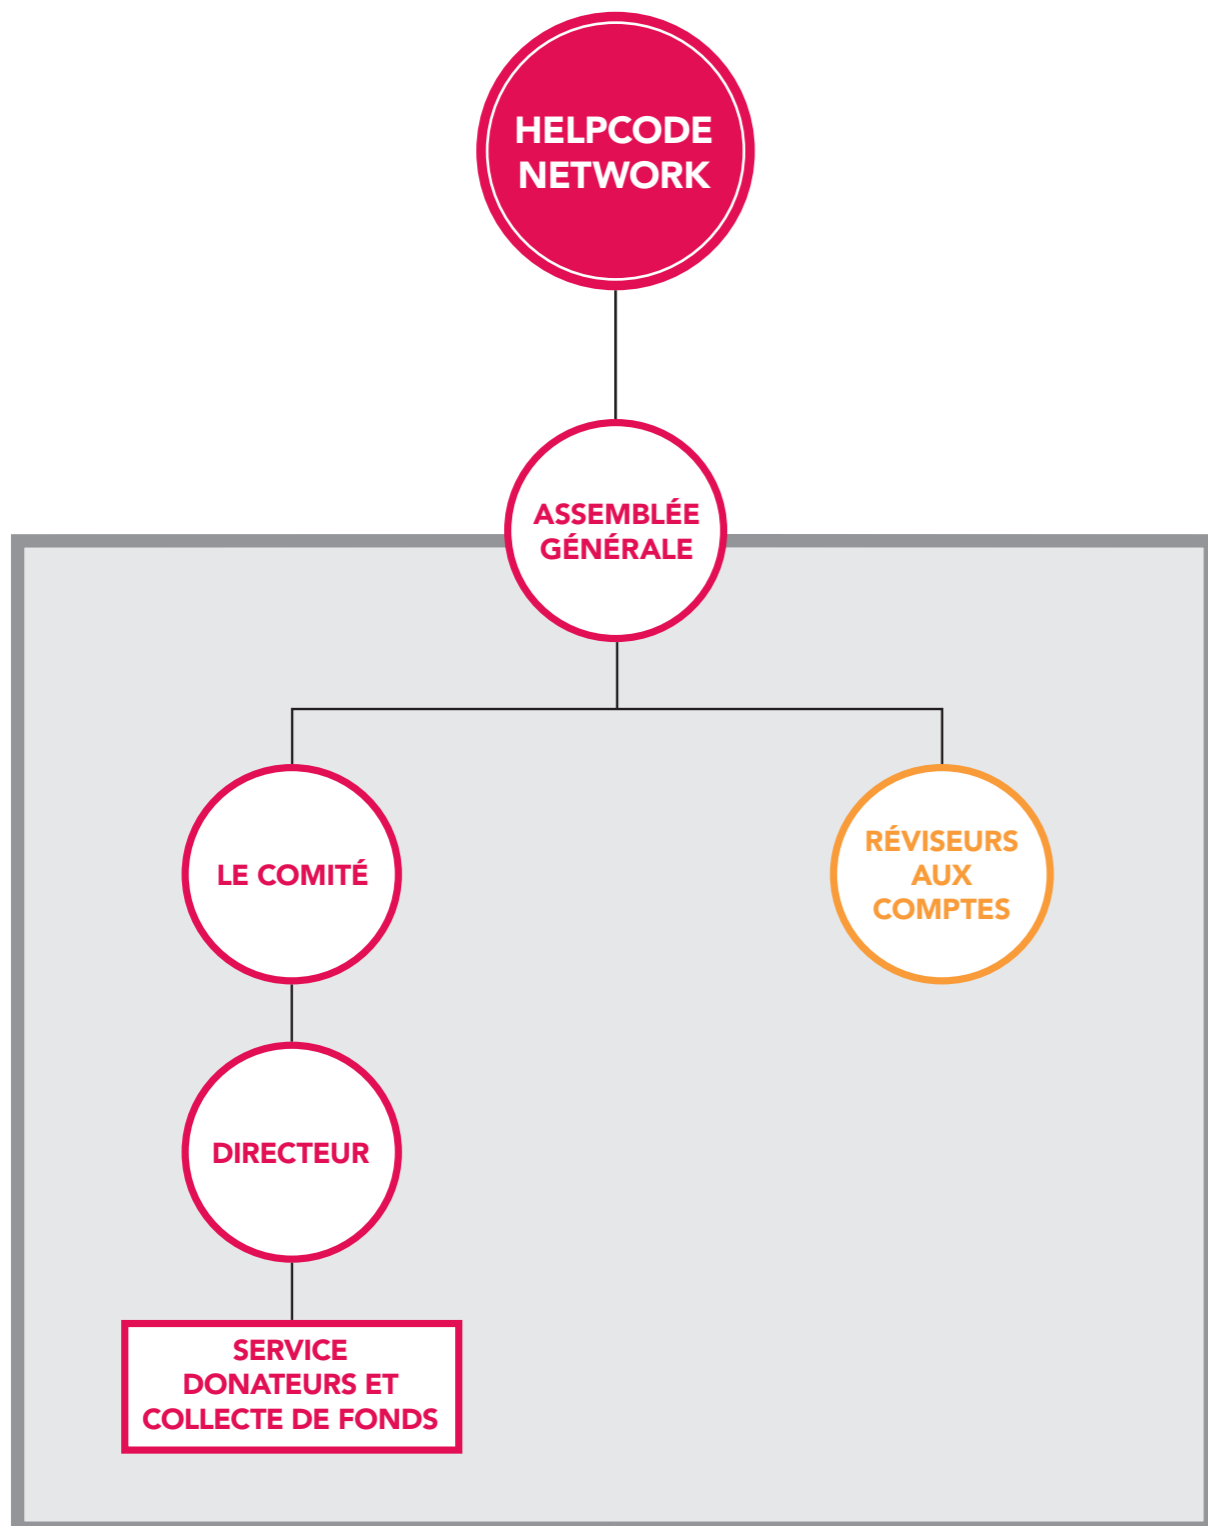 HELPCODE
NETWORK
ASSEMBLÉE
GÉNÉRALE
LE COMITÉ
RÉVISEURS
AUX
COMPTES
DIRECTEUR
SERVICE
DONATEURS ET
COLLECTE DE FONDS